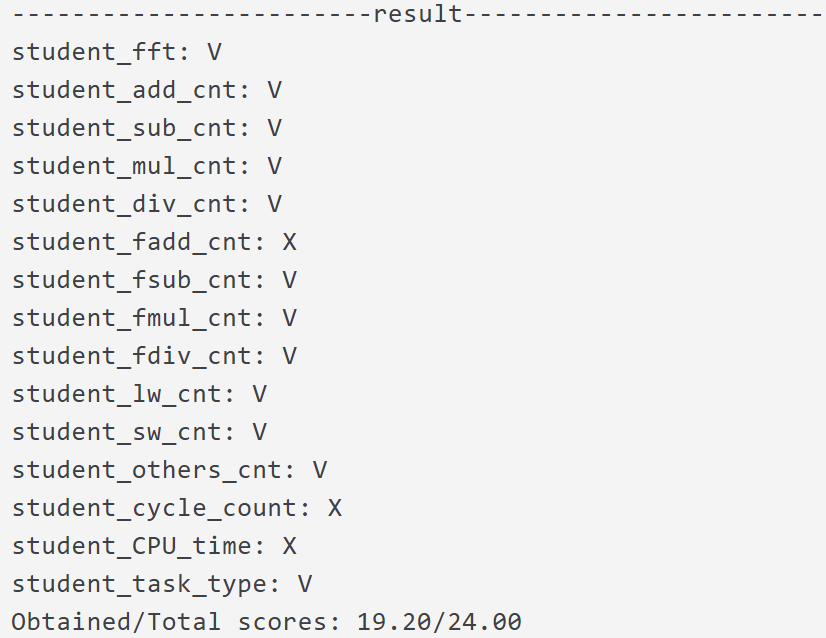 ------------------------result------------------------
student_fft: V
student_add_cnt: V
student_sub_cnt: V
student_mul_cnt: V
student_div_cnt: V
student_fadd_cnt: X
student_fsub_cnt: V
student_fmul_cnt: V
student_fdiv_cnt: V
student_lw_cnt: V
student_sw_cnt: V
student_others_cnt: V
student_cycle_count: X
student_CPU_time: X
student_task_type: V
Obtained/Total scores: 19.20/24.00